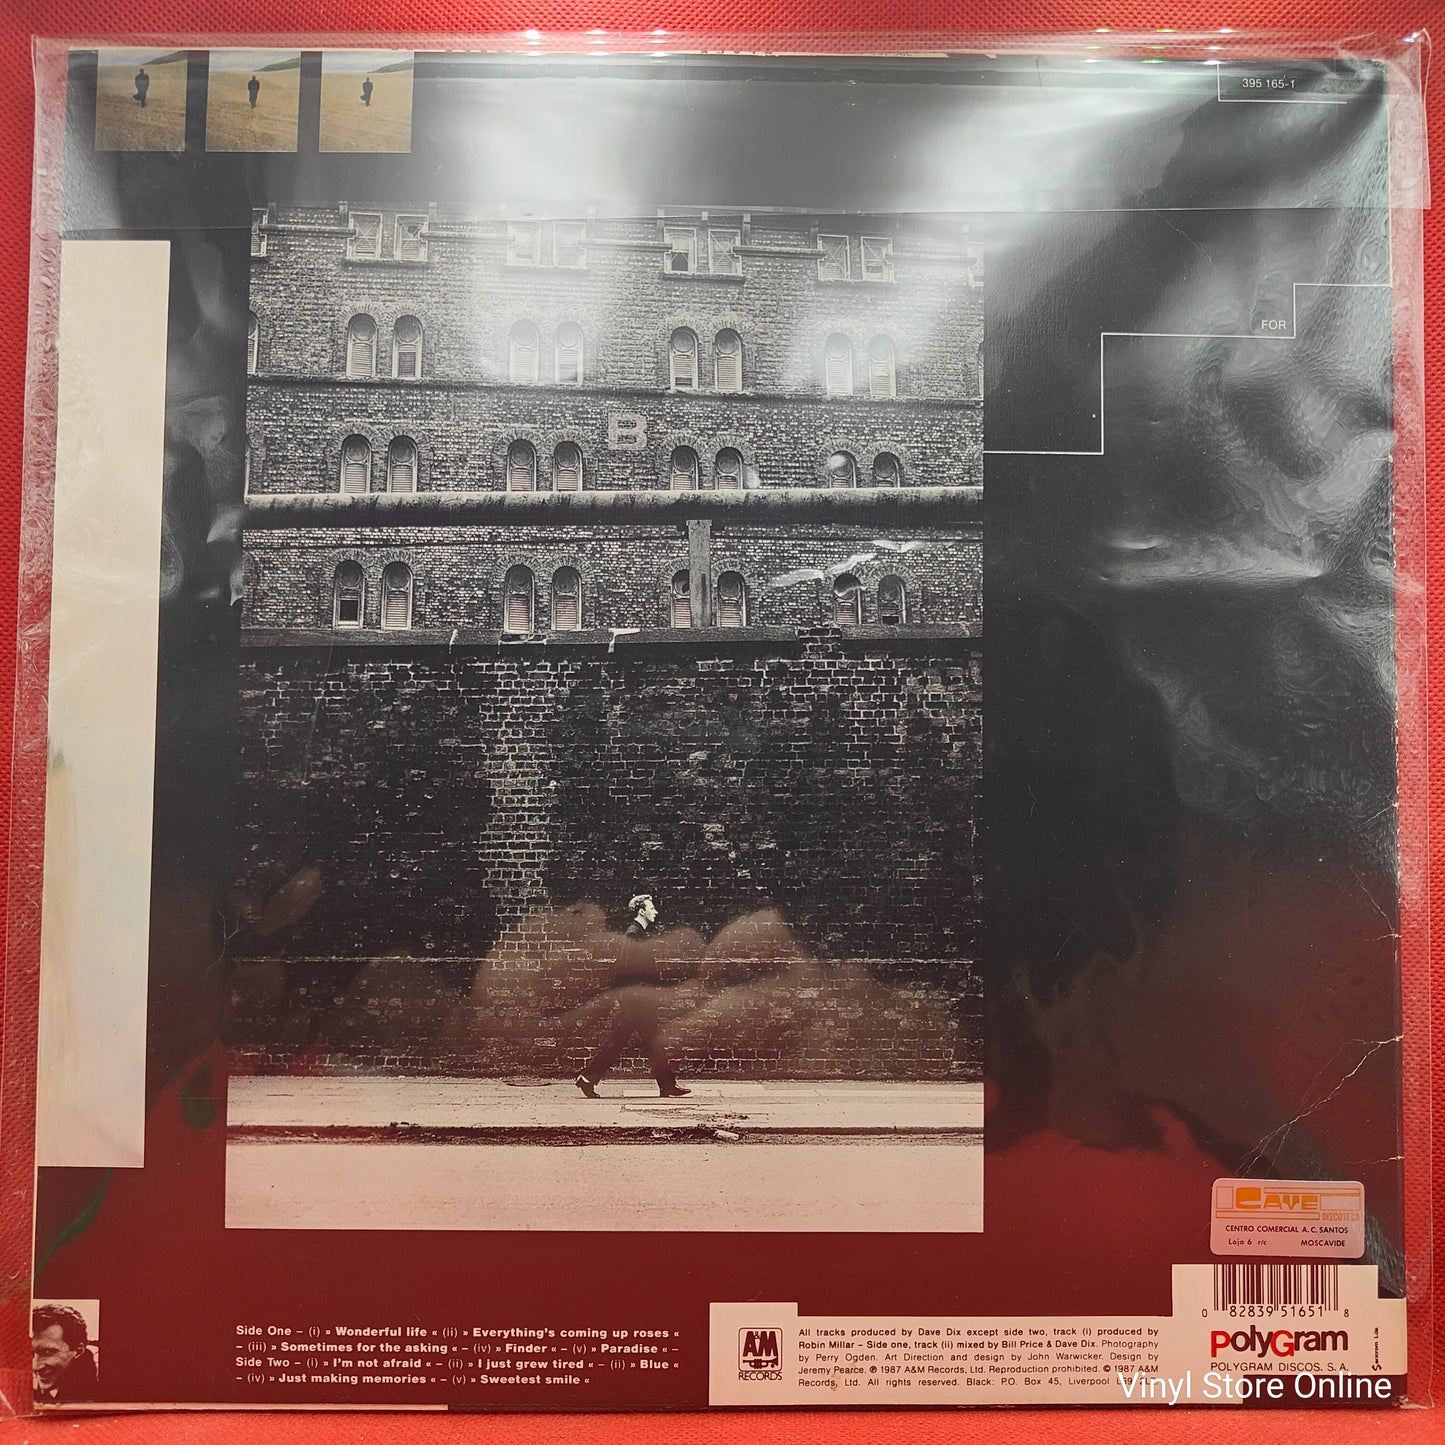 395 165-1
FOR
B
CAVE
DISCOTECA
CENTRO COMERCIAL A. C. SANTOS
Loja 6 r/c MOSCAVIDE
Side One – (i) » Wonderful life « (ii) » Everything's coming up roses «
– (iii) » Sometimes for the asking « – (iv) » Finder « – (v) » Paradise « –
Side Two – (i) » I'm not afraid « – (ii) » I just grew tired « – (ii) » Blue «
– (iv) » Just making memories « – (v) » Sweetest smile «
A&M
RECORDS
All tracks produced by Dave Dix except side two, track (i) produced by
Robin Millar – Side one, track (ii) mixed by Bill Price & Dave Dix. Photography
by Perry Ogden. Art Direction and design by John Warwicker. Design by
Jeremy Pearce. ℗ 1987 A&M Records, Ltd. Reproduction prohibited. © 1987 A&M
Records, Ltd. All rights reserved. Black: P.O. Box 45, Liverpool
0 82839 51651 8
PolyGram
POLYGRAM DISCOS. S. A.
Vinyl Store Online